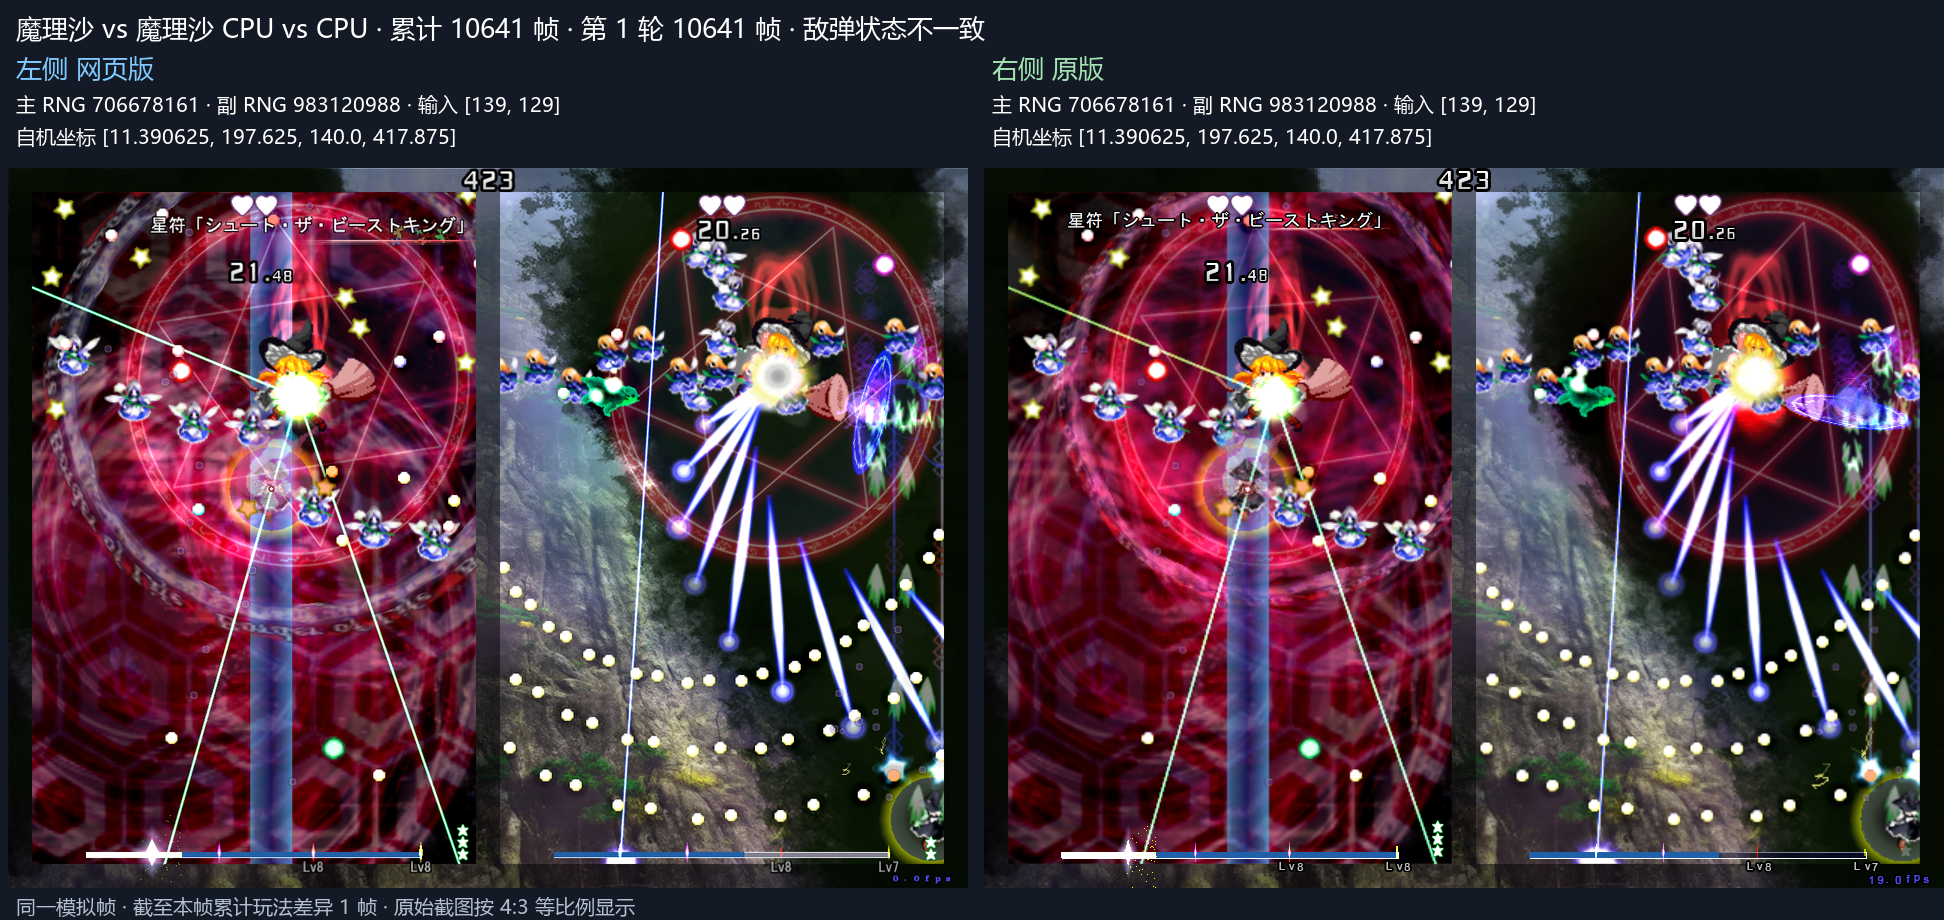 魔理沙 vs 魔理沙 CPU vs CPU · 累计 10641 帧 · 第 1 轮 10641 帧 · 敌弹状态不一致
左侧 网页版
主 RNG 706678161 · 副 RNG 983120988 · 输入 [139, 129]
自机坐标 [11.390625, 197.625, 140.0, 417.875]
右侧 原版
主 RNG 706678161 · 副 RNG 983120988 · 输入 [139, 129]
自机坐标 [11.390625, 197.625, 140.0, 417.875]
423
星符「シュート・ザ・ビーストキング」
21.48
20.26
Lv8
Lv8
Lv8
Lv7
0.0fps
423
星符「シュート・ザ・ビーストキング」
21.48
20.26
Lv8
Lv8
Lv8
Lv7
19.0fps
同一模拟帧 · 截至本帧累计玩法差异 1 帧 · 原始截图按 4:3 等比例显示